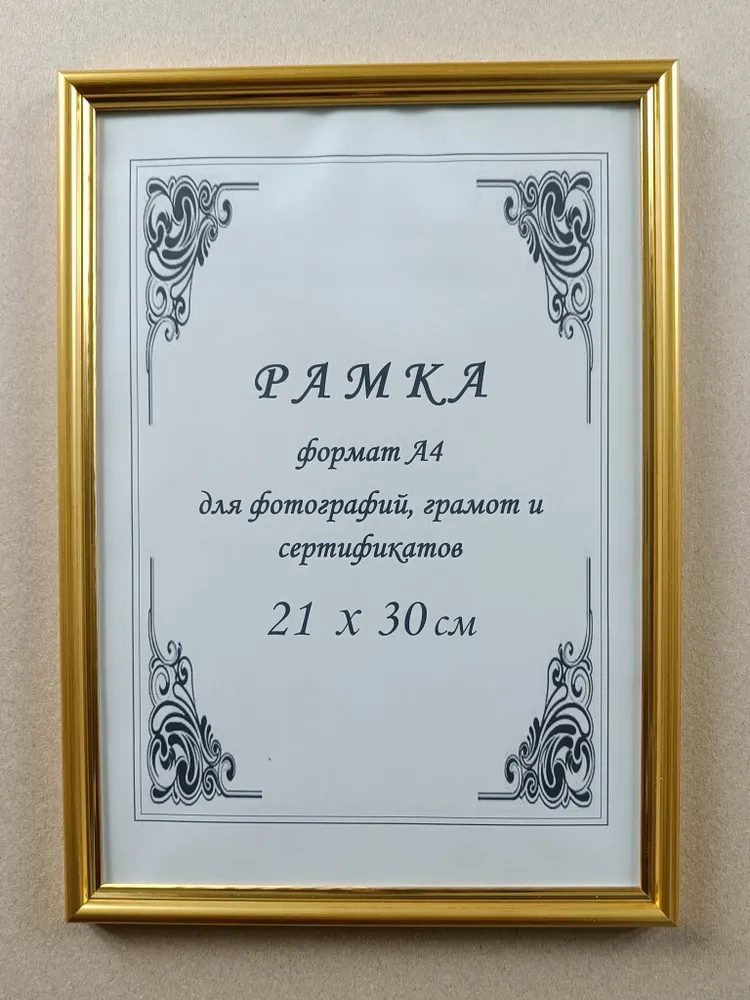 РАМКА
формат А4
для фотографий, грамот и
сертификатов
21 х 30 см